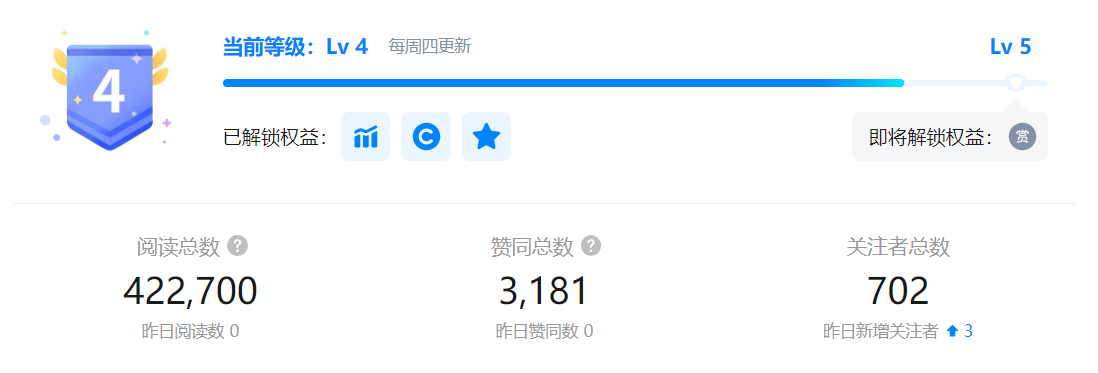 4
当前等级：Lv 4 每周四更新 Lv 5
已解锁权益： 即将解锁权益： 赏
阅读总数 ? 赞同总数 ? 关注者总数
422,700 3,181 702
昨日阅读数 0 昨日赞同数 0 昨日新增关注者 3